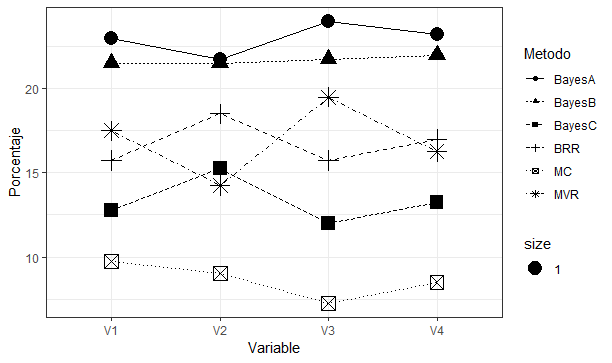 Porcentaje
20
15
10
V1
V2
V3
V4
Variable
Metodo
BayesA
BayesB
BayesC
BRR
MC
MVR
size
1